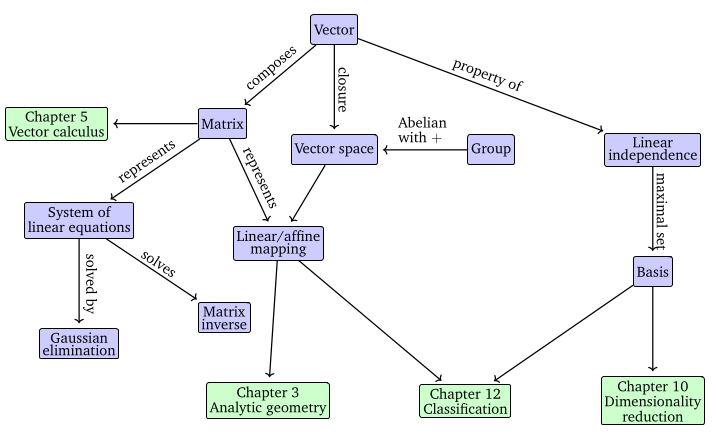 Vector
composes
closure
property of
Chapter 5
Vector calculus
Matrix
Abelian
with +
Vector space
Group
Linear
independence
represents
represents
maximal set
System of
linear equations
Linear/affine
mapping
solved by
solves
Basis
Matrix
inverse
Gaussian
elimination
Chapter 3
Analytic geometry
Chapter 12
Classification
Chapter 10
Dimensionality
reduction